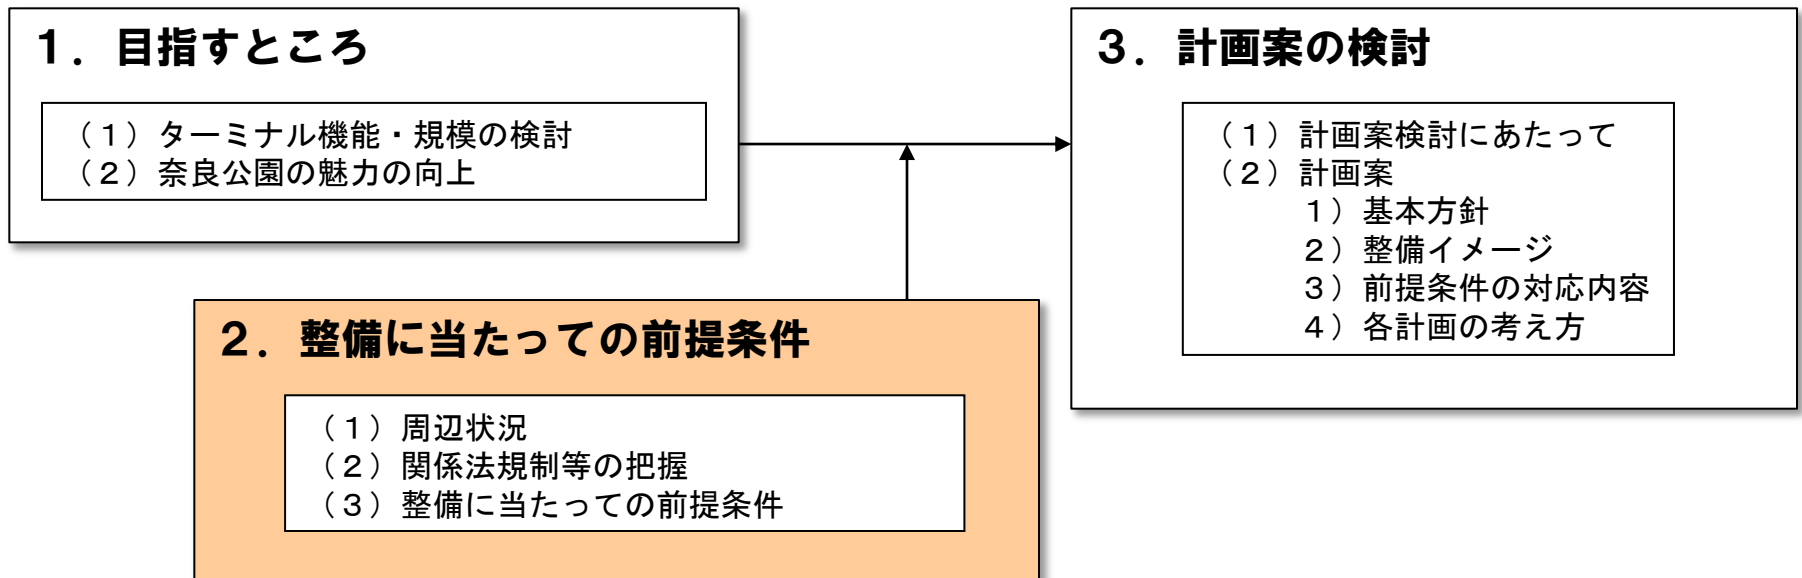 １．目指すところ
（１）ターミナル機能・規模の検討
（２）奈良公園の魅力の向上
２．整備に当たっての前提条件
（１）周辺状況
（２）関係法規制等の把握
（３）整備に当たっての前提条件
３．計画案の検討
（１）計画案検討にあたって
（２）計画案
１）基本方針
２）整備イメージ
３）前提条件の対応内容
４）各計画の考え方